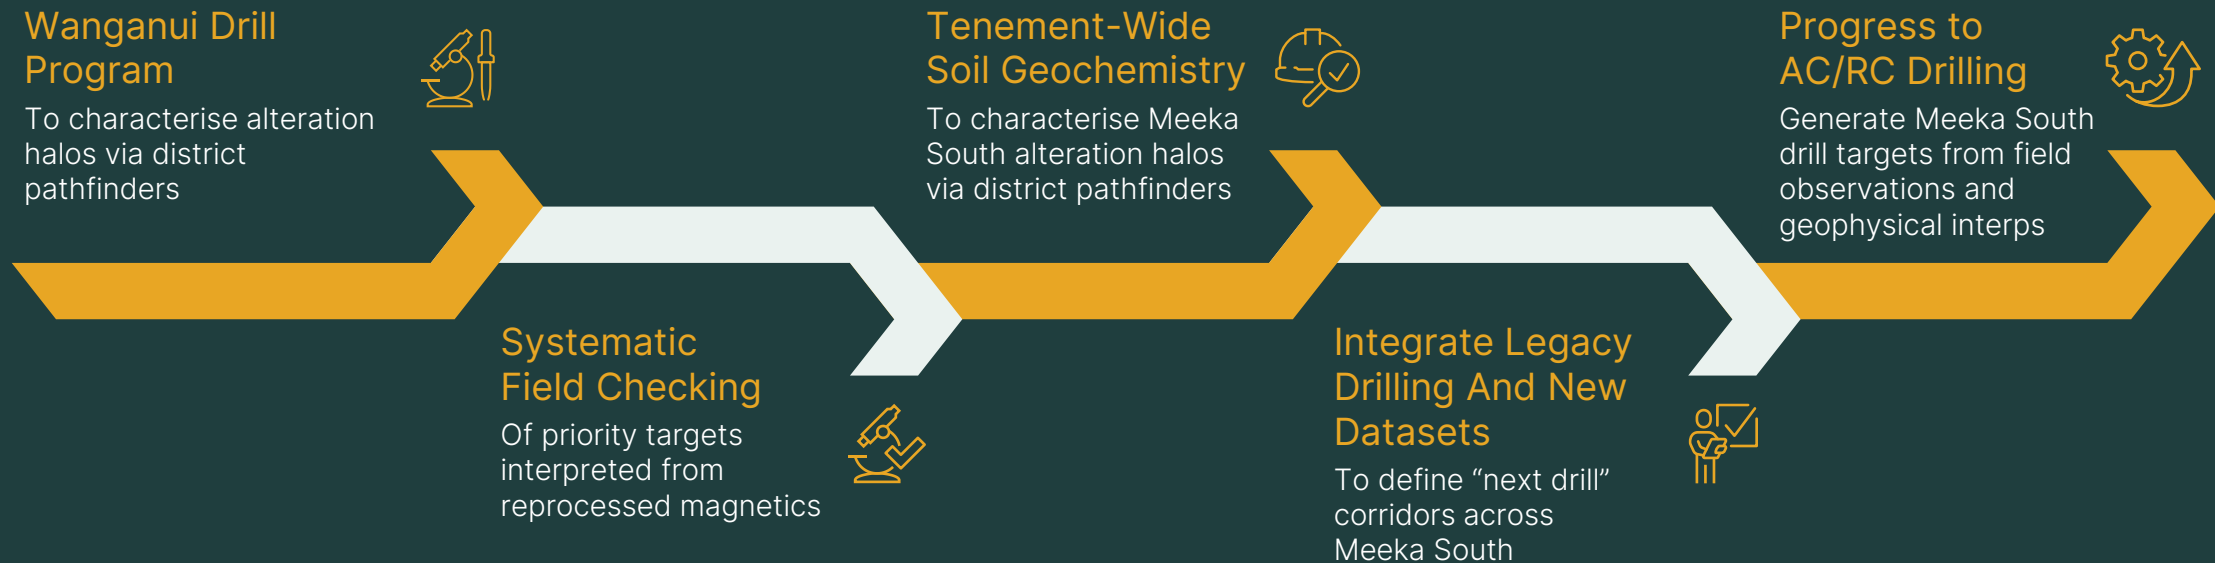 Wanganui Drill
Program
To characterise alteration
halos via district
pathfinders
Systematic
Field Checking
Of priority targets
interpreted from
reprocessed magnetics
Tenement-Wide
Soil Geochemistry
To characterise Meeka
South alteration halos
via district pathfinders
Integrate Legacy
Drilling And New
Datasets
To define “next drill”
corridors across
Meeka South
Progress to
AC/RC Drilling
Generate Meeka South
drill targets from field
observations and
geophysical interps